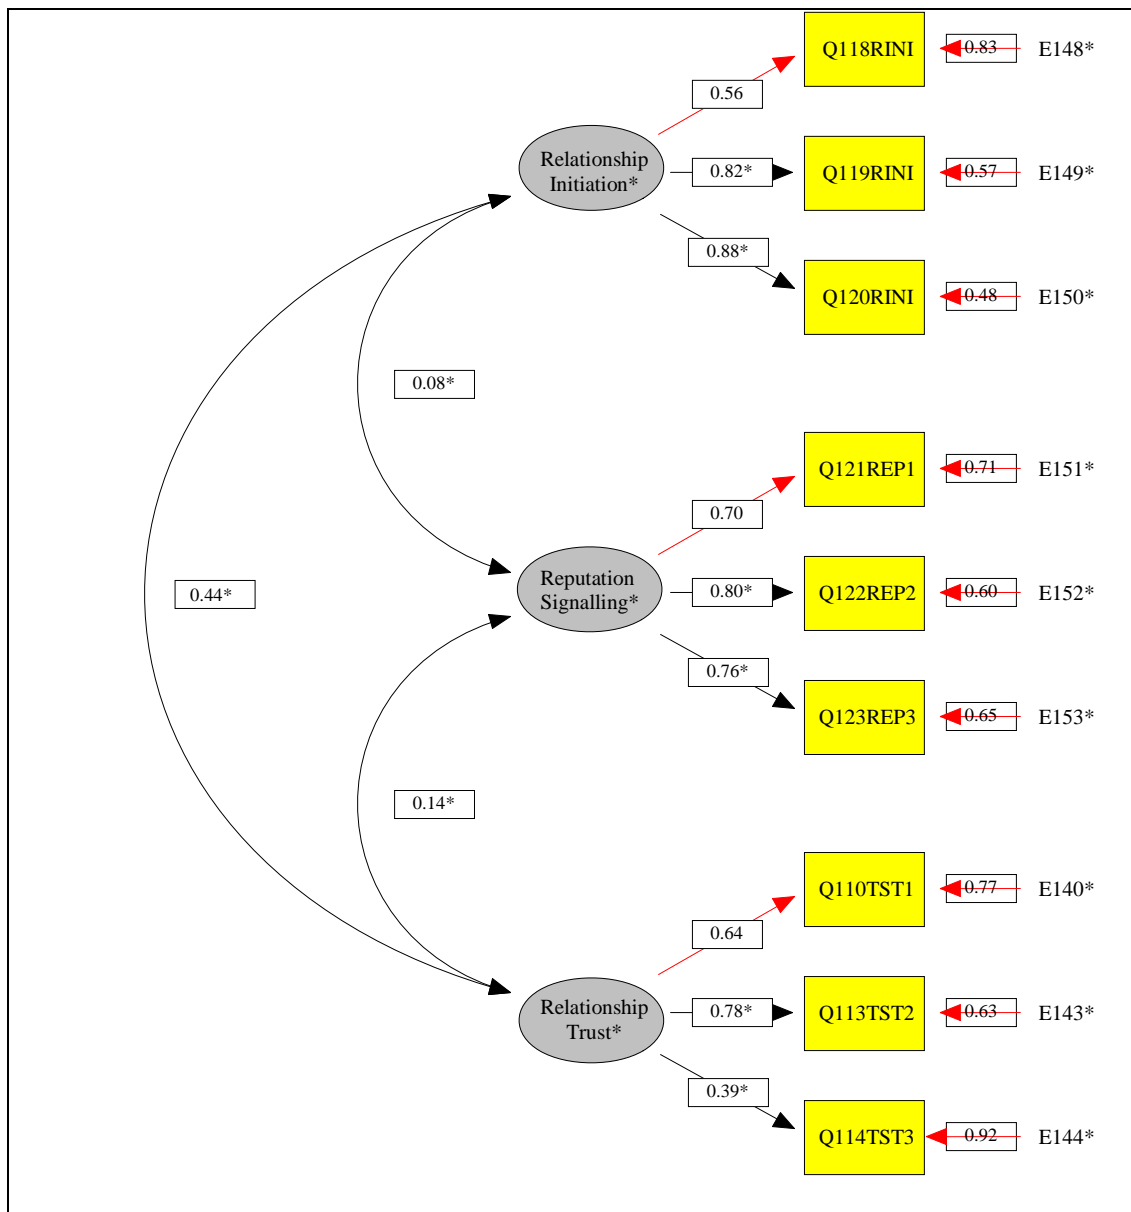 Q118RINI
0.83
E148*
0.56
Relationship
Initiation*
0.82*
Q119RINI
0.57
E149*
0.88*
Q120RINI
0.48
E150*
0.08*
Q121REP1
0.71
E151*
0.70
0.44*
Reputation
Signalling*
0.80*
Q122REP2
0.60
E152*
0.76*
Q123REP3
0.65
E153*
0.14*
Q110TST1
0.77
E140*
0.64
Relationship
Trust*
0.78*
Q113TST2
0.63
E143*
0.39*
Q114TST3
0.92
E144*